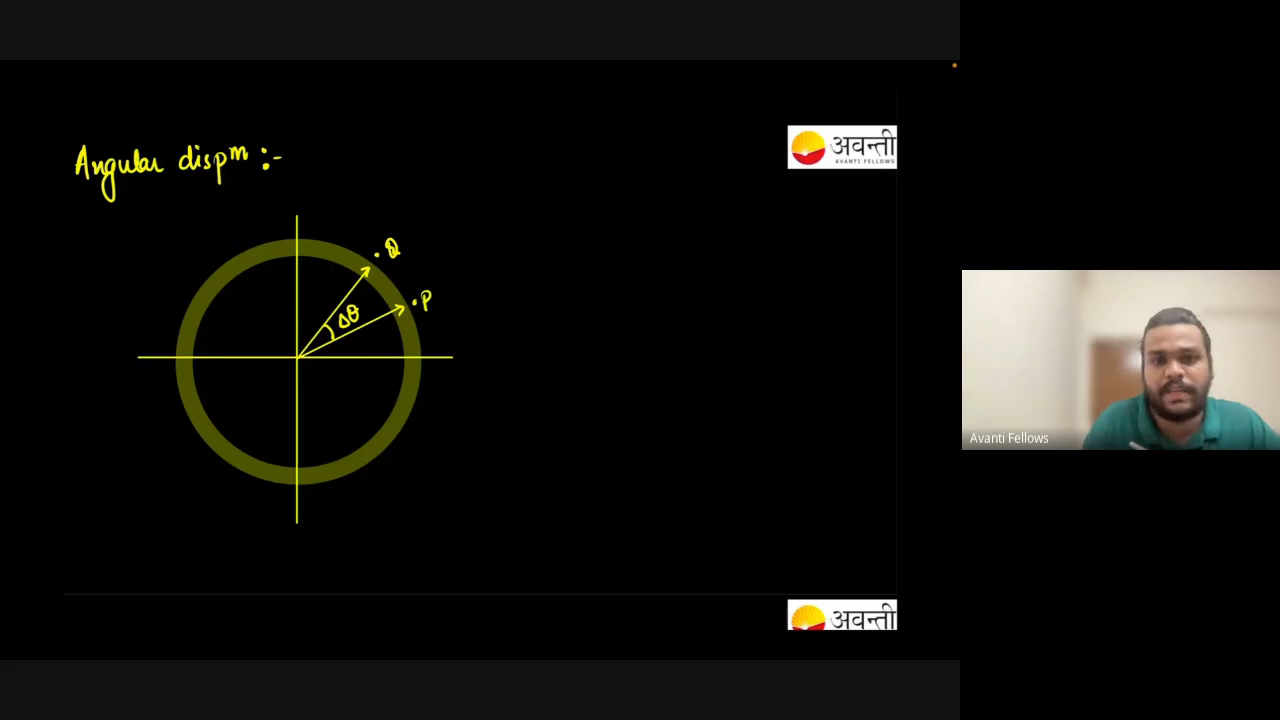 Angular dispᵐ :-
अवन्ती
AVANTI FELLOWS
Q
P
Δθ
Avanti Fellows
अवन्ती